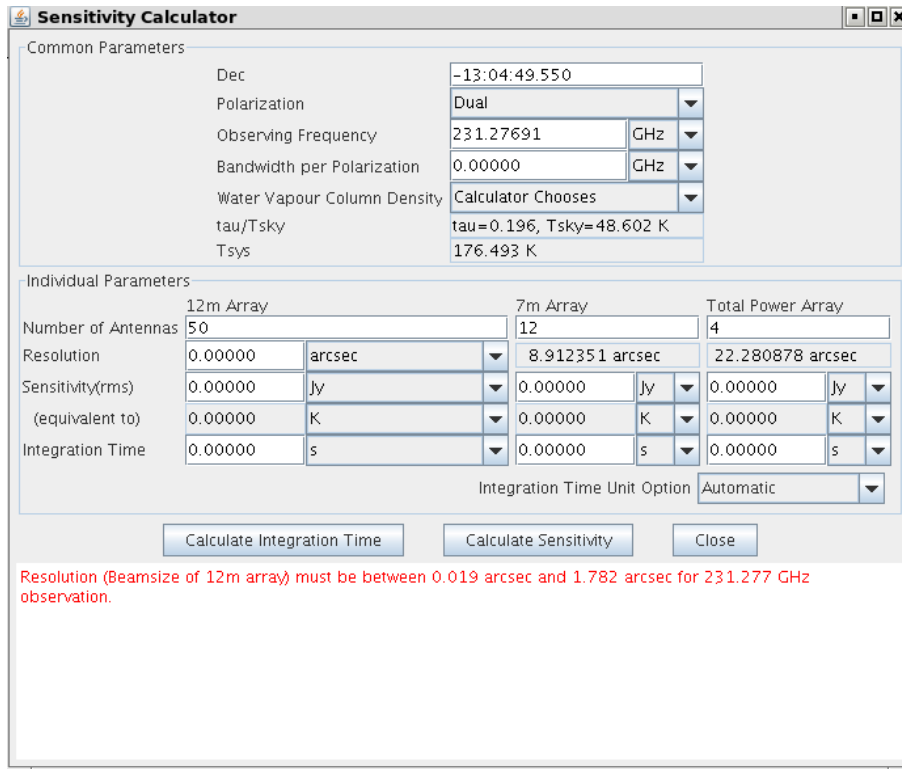 Sensitivity Calculator
Common Parameters
Dec -13:04:49.550
Polarization Dual
Observing Frequency 231.27691 GHz
Bandwidth per Polarization 0.00000 GHz
Water Vapour Column Density Calculator Chooses
tau/Tsky tau=0.196, Tsky=48.602 K
Tsys 176.493 K
Individual Parameters
12m Array 7m Array Total Power Array
Number of Antennas 50 12 4
Resolution 0.00000 arcsec 8.912351 arcsec 22.280878 arcsec
Sensitivity(rms) 0.00000 Jy 0.00000 Jy 0.00000 Jy
(equivalent to) 0.00000 K 0.00000 K 0.00000 K
Integration Time 0.00000 s 0.00000 s 0.00000 s
Integration Time Unit Option Automatic
Calculate Integration Time Calculate Sensitivity Close
Resolution (Beamsize of 12m array) must be between 0.019 arcsec and 1.782 arcsec for 231.277 GHz
observation.